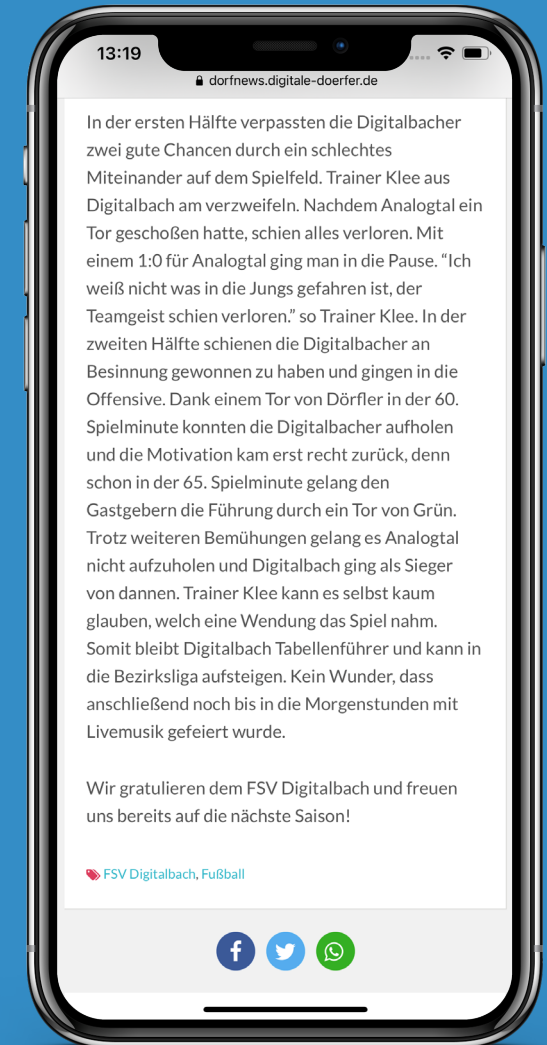 13:19
dorfnews.digitale-doerfer.de
In der ersten Hälfte verpassten die Digitalbacher
zwei gute Chancen durch ein schlechtes
Miteinander auf dem Spielfeld. Trainer Klee aus
Digitalbach am verzweifeln. Nachdem Analogtal ein
Tor geschoßen hatte, schien alles verloren. Mit
einem 1:0 für Analogtal ging man in die Pause. “Ich
weiß nicht was in die Jungs gefahren ist, der
Teamgeist schien verloren.” so Trainer Klee. In der
zweiten Hälfte schienen die Digitalbacher an
Besinnung gewonnen zu haben und gingen in die
Offensive. Dank einem Tor von Dörfler in der 60.
Spielminute konnten die Digitalbacher aufholen
und die Motivation kam erst recht zurück, denn
schon in der 65. Spielminute gelang den
Gastgebern die Führung durch ein Tor von Grün.
Trotz weiteren Bemühungen gelang es Analogtal
nicht aufzuholen und Digitalbach ging als Sieger
von dannen. Trainer Klee kann es selbst kaum
glauben, welch eine Wendung das Spiel nahm.
Somit bleibt Digitalbach Tabellenführer und kann in
die Bezirksliga aufsteigen. Kein Wunder, dass
anschließend noch bis in die Morgenstunden mit
Livemusik gefeiert wurde.
Wir gratulieren dem FSV Digitalbach und freuen
uns bereits auf die nächste Saison!
FSV Digitalbach, Fußball